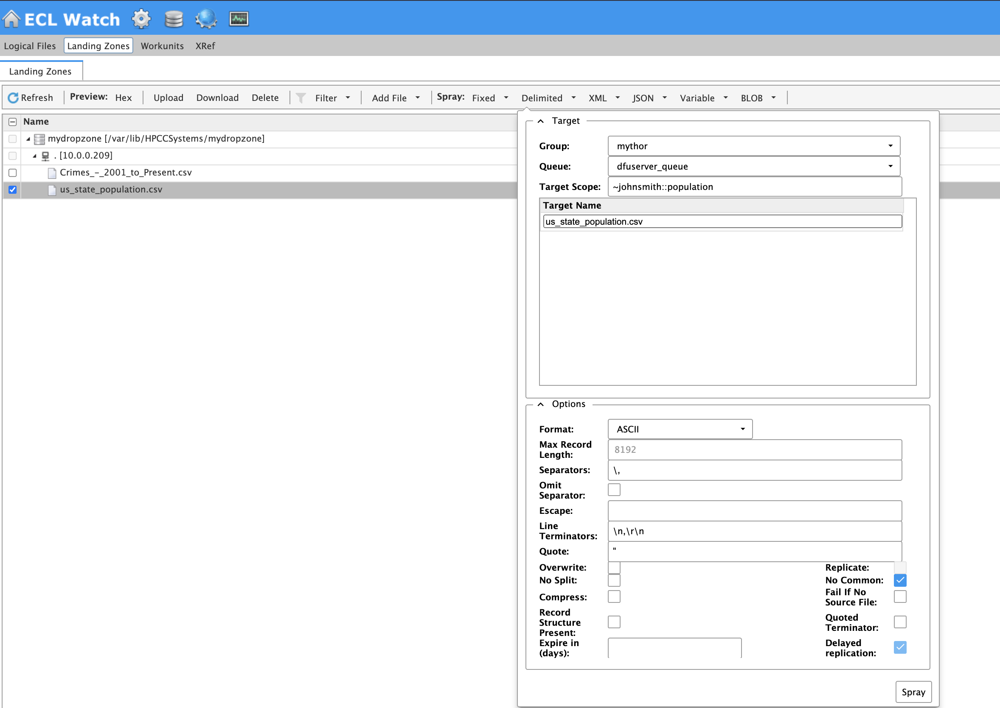 ECL Watch
Logical Files Landing Zones Workunits XRef
Landing Zones
Refresh Preview: Hex Upload Download Delete Filter Add File Spray: Fixed Delimited XML JSON Variable BLOB
Name
mydropzone [/var/lib/HPCCSystems/mydropzone]
. [10.0.0.209]
Crimes_-_2001_to_Present.csv
us_state_population.csv
Target
Group: mythor
Queue: dfuserver_queue
Target Scope: ~johnsmith::population
Target Name
us_state_population.csv
Options
Format: ASCII
Max Record
Length: 8192
Separators: \,
Omit
Separator:
Escape:
Line
Terminators: \n,\r\n
Quote: "
Overwrite: Replicate:
No Split: No Common:
Compress: Fail If No
Source File:
Record
Structure
Present: Quoted
Terminator:
Expire in
(days): Delayed
replication:
Spray